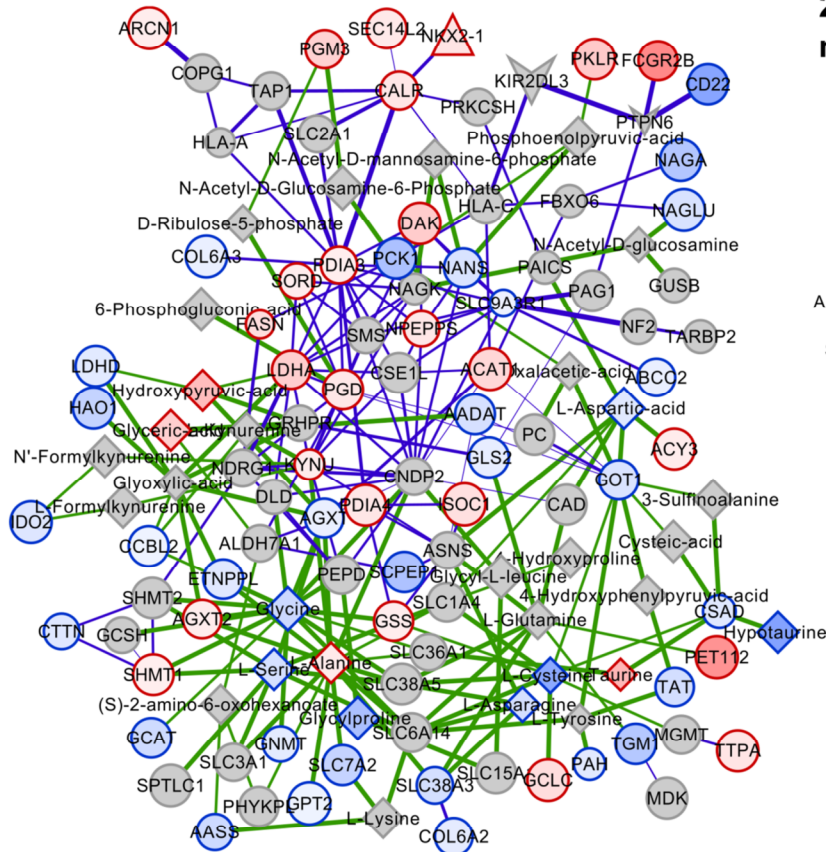 ARCN1
SEC14L2
NKX2-1
PGM3
PKLR
FCGR2B
COPG1
TAP1
CALR
KIR2DL3
CD22
PRKCSH
PTPN6
HLA-A
SLC2A1
Phosphoenolpyruvic-acid
N-Acetyl-D-mannosamine-6-phosphate
NAGA
N-Acetyl-D-Glucosamine-6-Phosphate
HLA-C
FBXO6
NAGLU
D-Ribulose-5-phosphate
DAK
N-Acetyl-D-glucosamine
COL6A3
PDIA3
PCK1
NANS
PAICS
SORD
NAGK
GUSB
SLC9A3R1
PAG1
6-Phosphogluconic-acid
FASN
SMS
NPEPPS
NF2
TARBP2
LDHD
LDHA
CSE1L
ACAT1
ABCC2
Hydroxypyruvic-acid
PGD
HAO1
AADAT
L-Aspartic-acid
Glyceric-acid
GRHPR
PC
ACY3
N'-Formylkynurenine
NDRG1
KYNU
GLS2
Glyoxylic-acid
CNDP2
GOT1
L-Formylkynurenine
DLD
PDIA4
ISOC1
CAD
3-Sulfinoalanine
IDO2
AGXT
CCBL2
ALDH7A1
ASNS
Cysteic-acid
ETNPPL
PEPD
Glycyl-L-leucine
SHMT2
Glycine
SLC1A4
4-Hydroxyphenylpyruvic-acid
CTTN
GCSH
AGXT2
GSS
L-Glutamine
CSAD
Hypotaurine
SLC36A1
PET112
SHMT1
L-Serine
L-Alanine
SLC38A5
L-Cysteine
Taurine
TAT
(S)-2-amino-6-oxohexanoate
L-Asparagine
Glycylproline
L-Tyrosine
GCAT
GNMT
SLC6A14
TGM1
MGMT
TTPA
SLC3A1
SLC7A2
PAH
SPTLC1
SLC38A3
GCLC
MDK
GPT2
L-Lysine
AASS
COL6A2